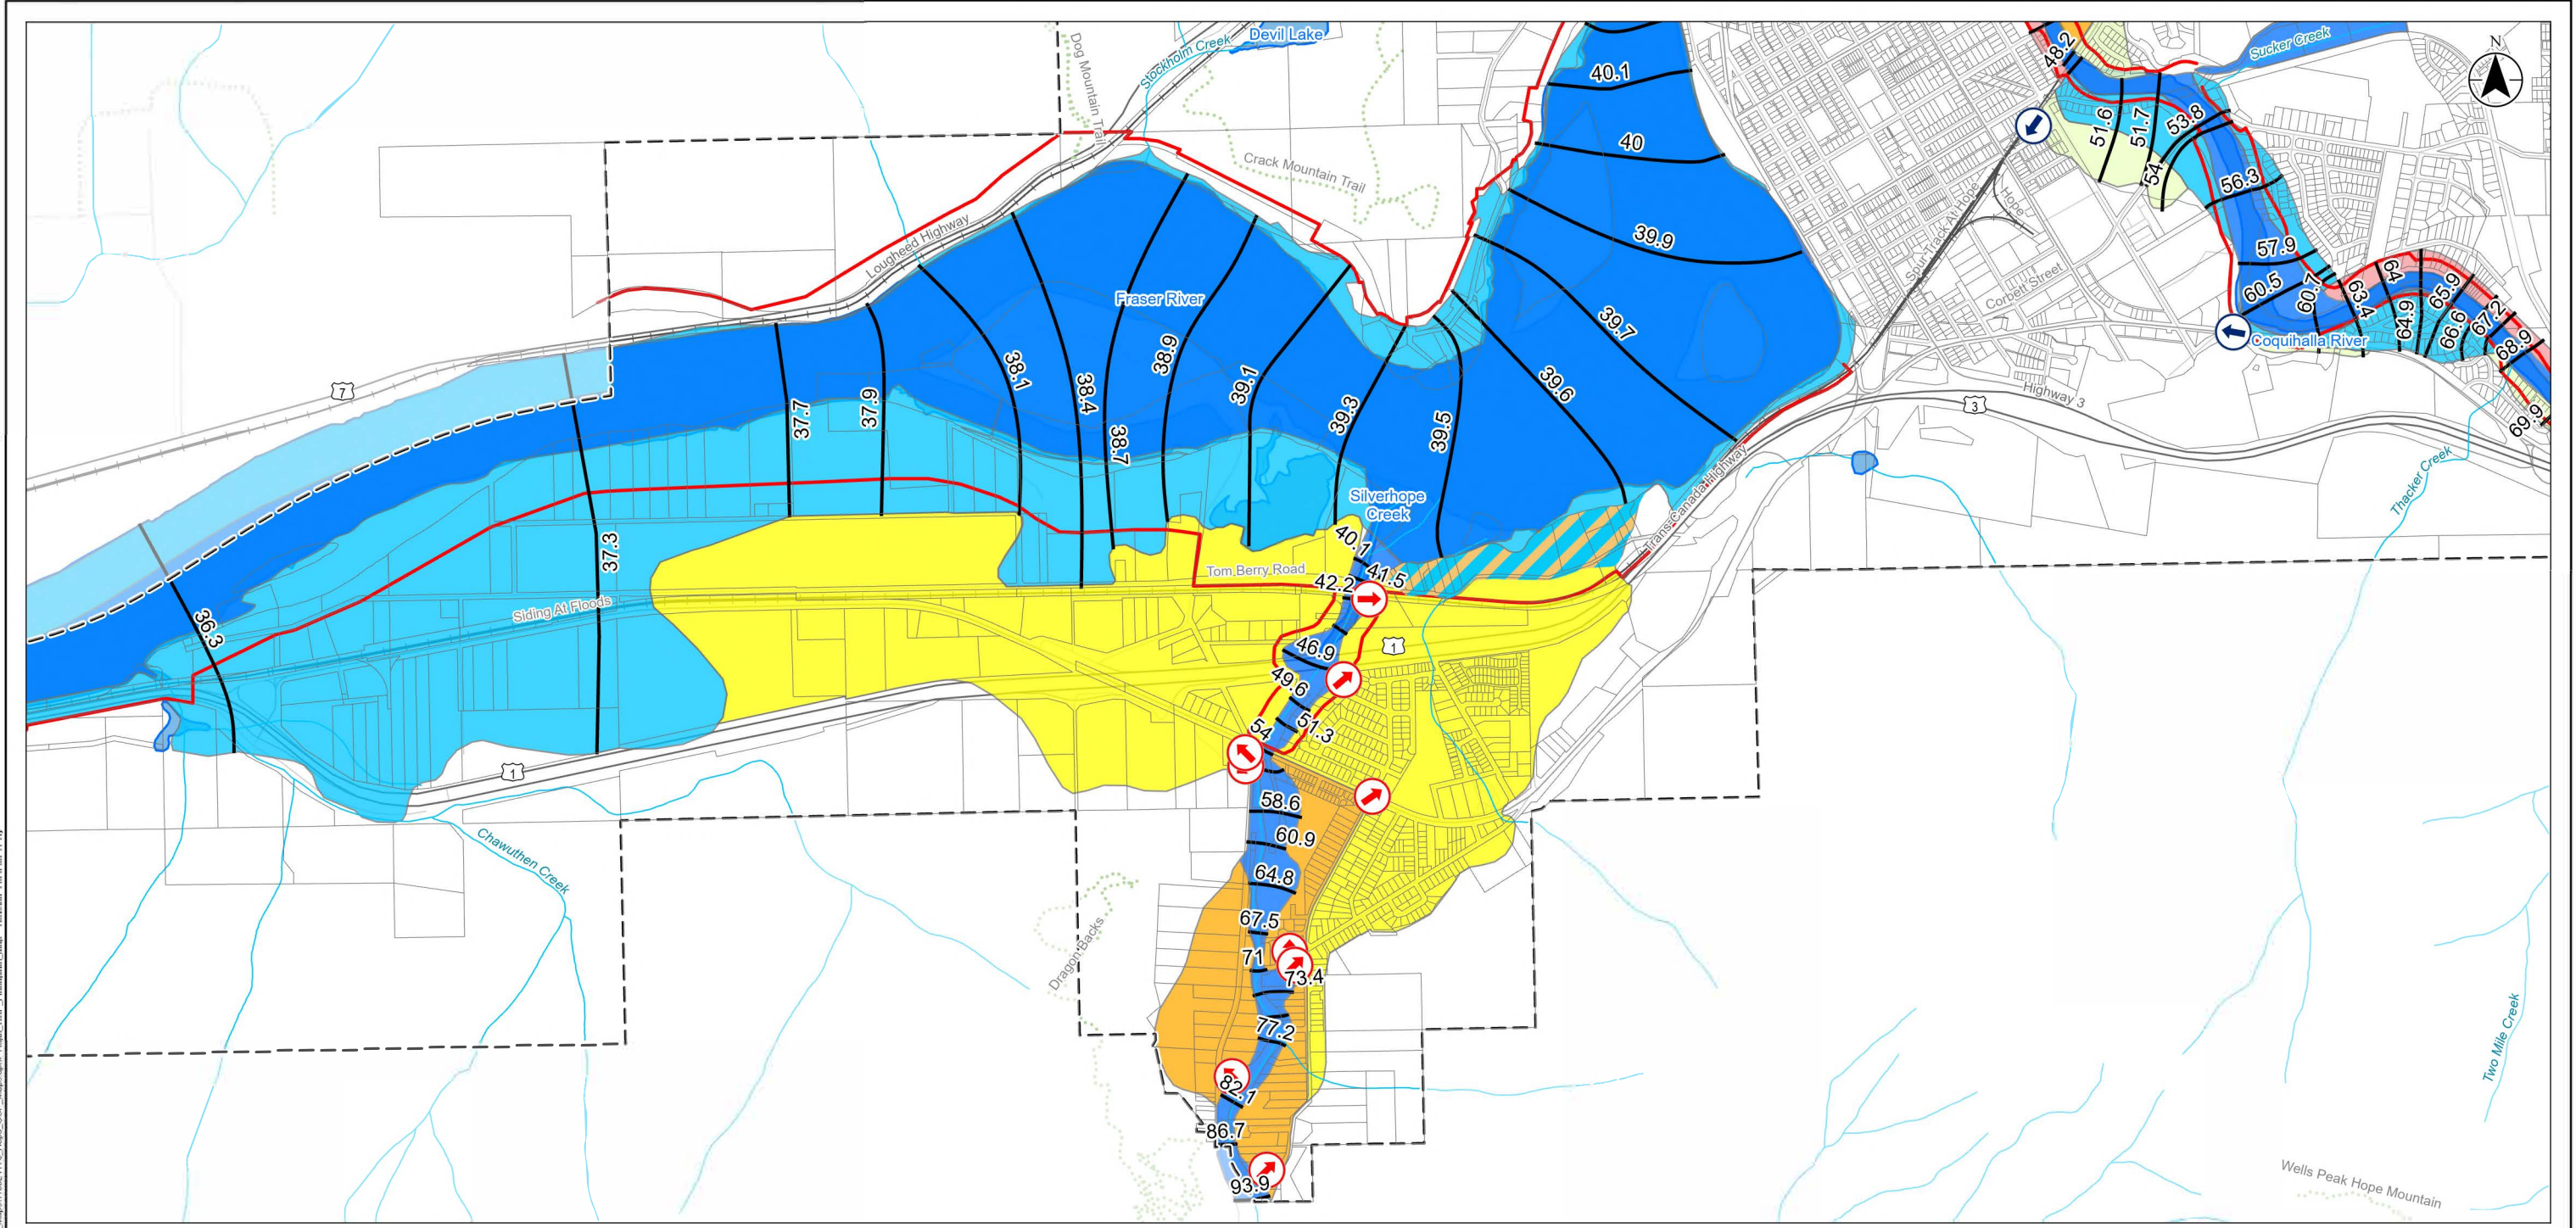 Devil Lake
Stockholm Creek
Dog Mountain Trail
Sucker Creek
N
48.2
40.1
40
51.6
51.7
53.8
54
Crack Mountain Trail
56.3
Hope
Spur Track At Hope
Lougheed Highway
39.9
57.9
Corbett Street
60.5
60.7
63.4
64
64.9
65.9
66.6
67.2
68.9
69.9
Coquihalla River
Fraser River
39.7
38.1
38.4
38.9
39.1
39.3
39.5
39.6
37.7
37.9
38.7
7
3
Highway 3
Thacker Creek
Trans-Canada Highway
Silverhope
Creek
40.1
41.5
42.2
37.3
Tom Berry Road
Siding At Floods
36.3
46.9
1
49.6
51.3
54
1
58.6
60.9
Chawuthen Creek
64.8
67.5
Dragon Backs
71
73.4
77.2
Two Mile Creek
82.1
86.7
93.9
Wells Peak Hope Mountain